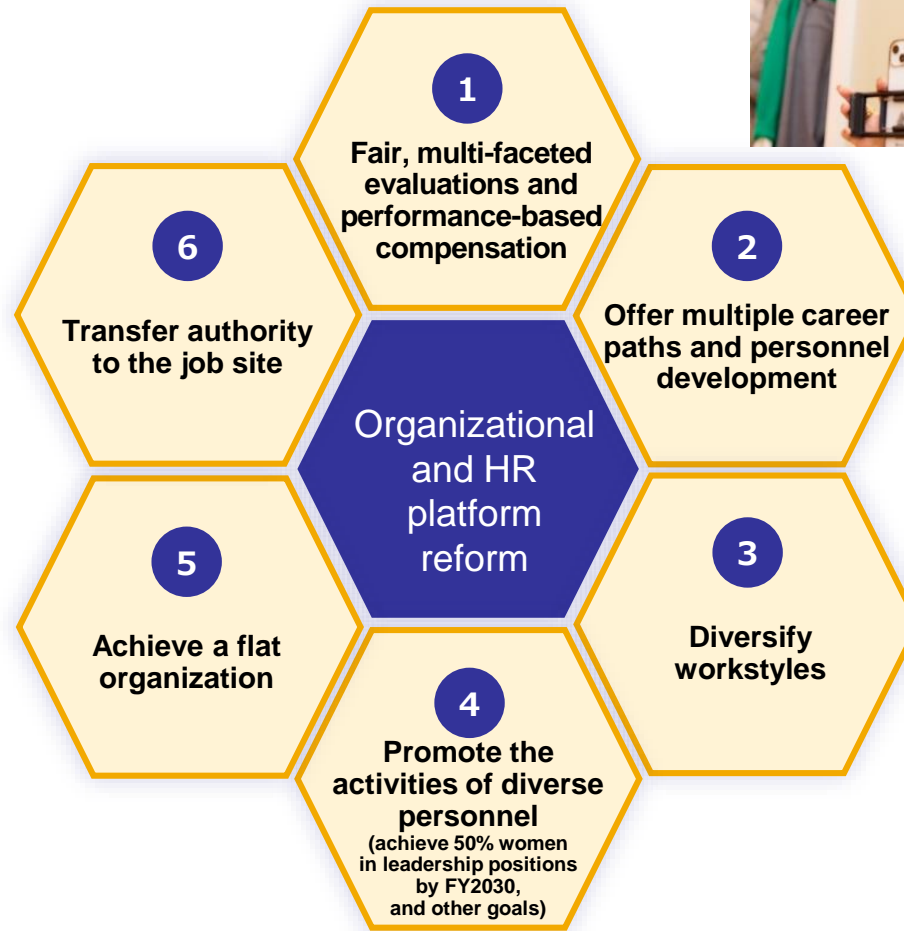 1
Fair, multi-faceted
evaluations and
performance-based
compensation
2
Offer multiple career
paths and personnel
development
3
Diversify
workstyles
4
Promote the
activities of diverse
personnel
(achieve 50% women
in leadership positions
by FY2030,
and other goals)
5
Achieve a flat
organization
6
Transfer authority
to the job site
Organizational
and HR
platform
reform